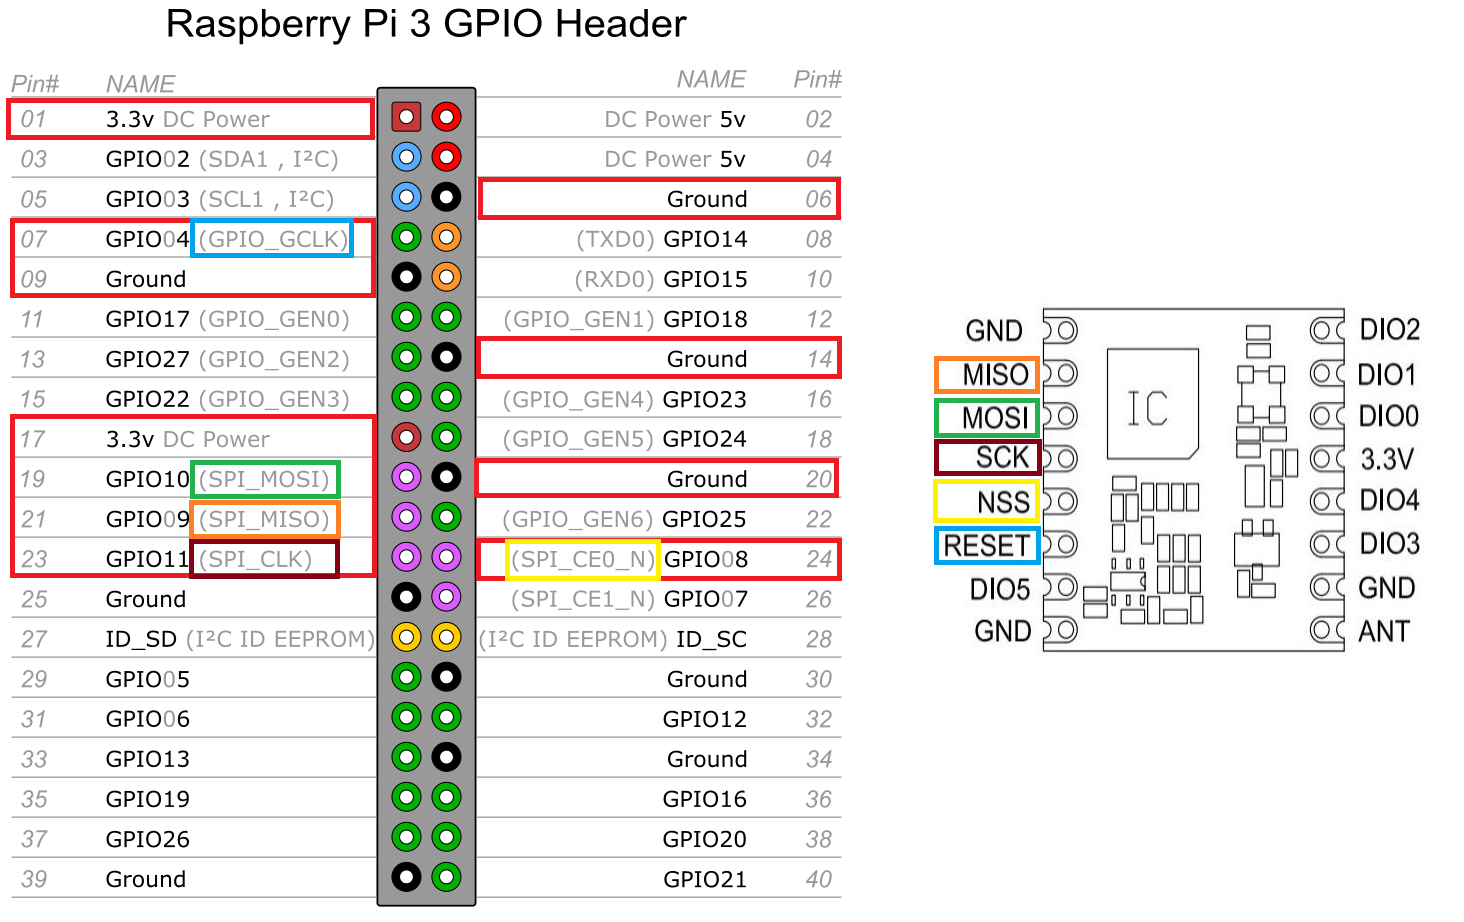 Raspberry Pi 3 GPIO Header
Pin# NAME NAME Pin#
01 3.3v DC Power DC Power 5v 02
03 GPIO02 (SDA1 , I²C) DC Power 5v 04
05 GPIO03 (SCL1 , I²C) Ground 06
07 GPIO04 (GPIO_GCLK) (TXD0) GPIO14 08
09 Ground (RXD0) GPIO15 10
11 GPIO17 (GPIO_GEN0) (GPIO_GEN1) GPIO18 12
13 GPIO27 (GPIO_GEN2) Ground 14
15 GPIO22 (GPIO_GEN3) (GPIO_GEN4) GPIO23 16
17 3.3v DC Power (GPIO_GEN5) GPIO24 18
19 GPIO10 (SPI_MOSI) Ground 20
21 GPIO09 (SPI_MISO) (GPIO_GEN6) GPIO25 22
23 GPIO11 (SPI_CLK) (SPI_CE0_N) GPIO08 24
25 Ground (SPI_CE1_N) GPIO07 26
27 ID_SD (I²C ID EEPROM) (I²C ID EEPROM) ID_SC 28
29 GPIO05 Ground 30
31 GPIO06 GPIO12 32
33 GPIO13 Ground 34
35 GPIO19 GPIO16 36
37 GPIO26 GPIO20 38
39 Ground GPIO21 40
GND DIO2
MISO DIO1
MOSI IC DIO0
SCK 3.3V
NSS DIO4
RESET DIO3
DIO5 GND
GND ANT